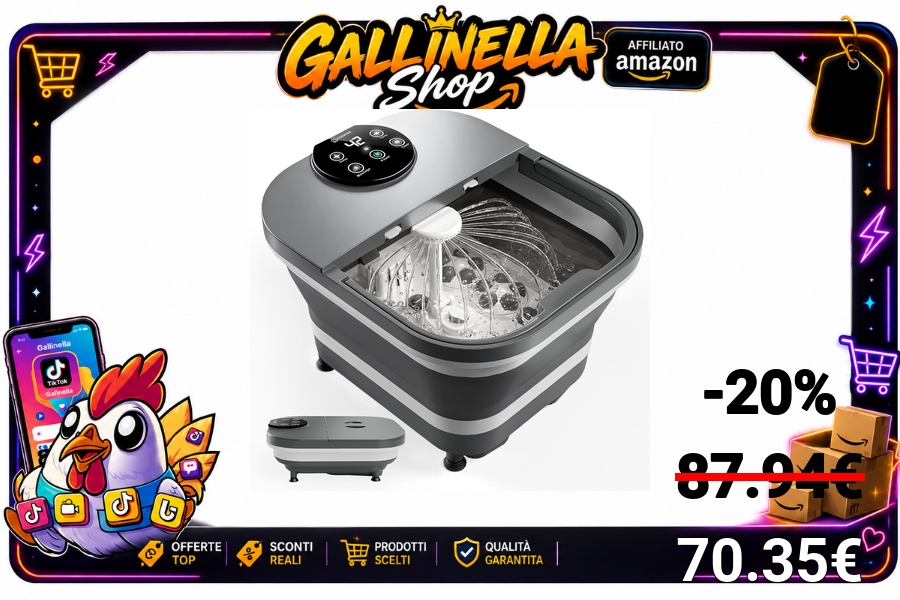 GALLINELLA
Shop
AFFILIATO
amazon
42
Gallinella
TikTok
Gallinella
-20%
87.94€
70.35€
OFFERTE
TOP
SCONTI
REALI
PRODOTTI
SCELTI
QUALITÀ
GARANTITA